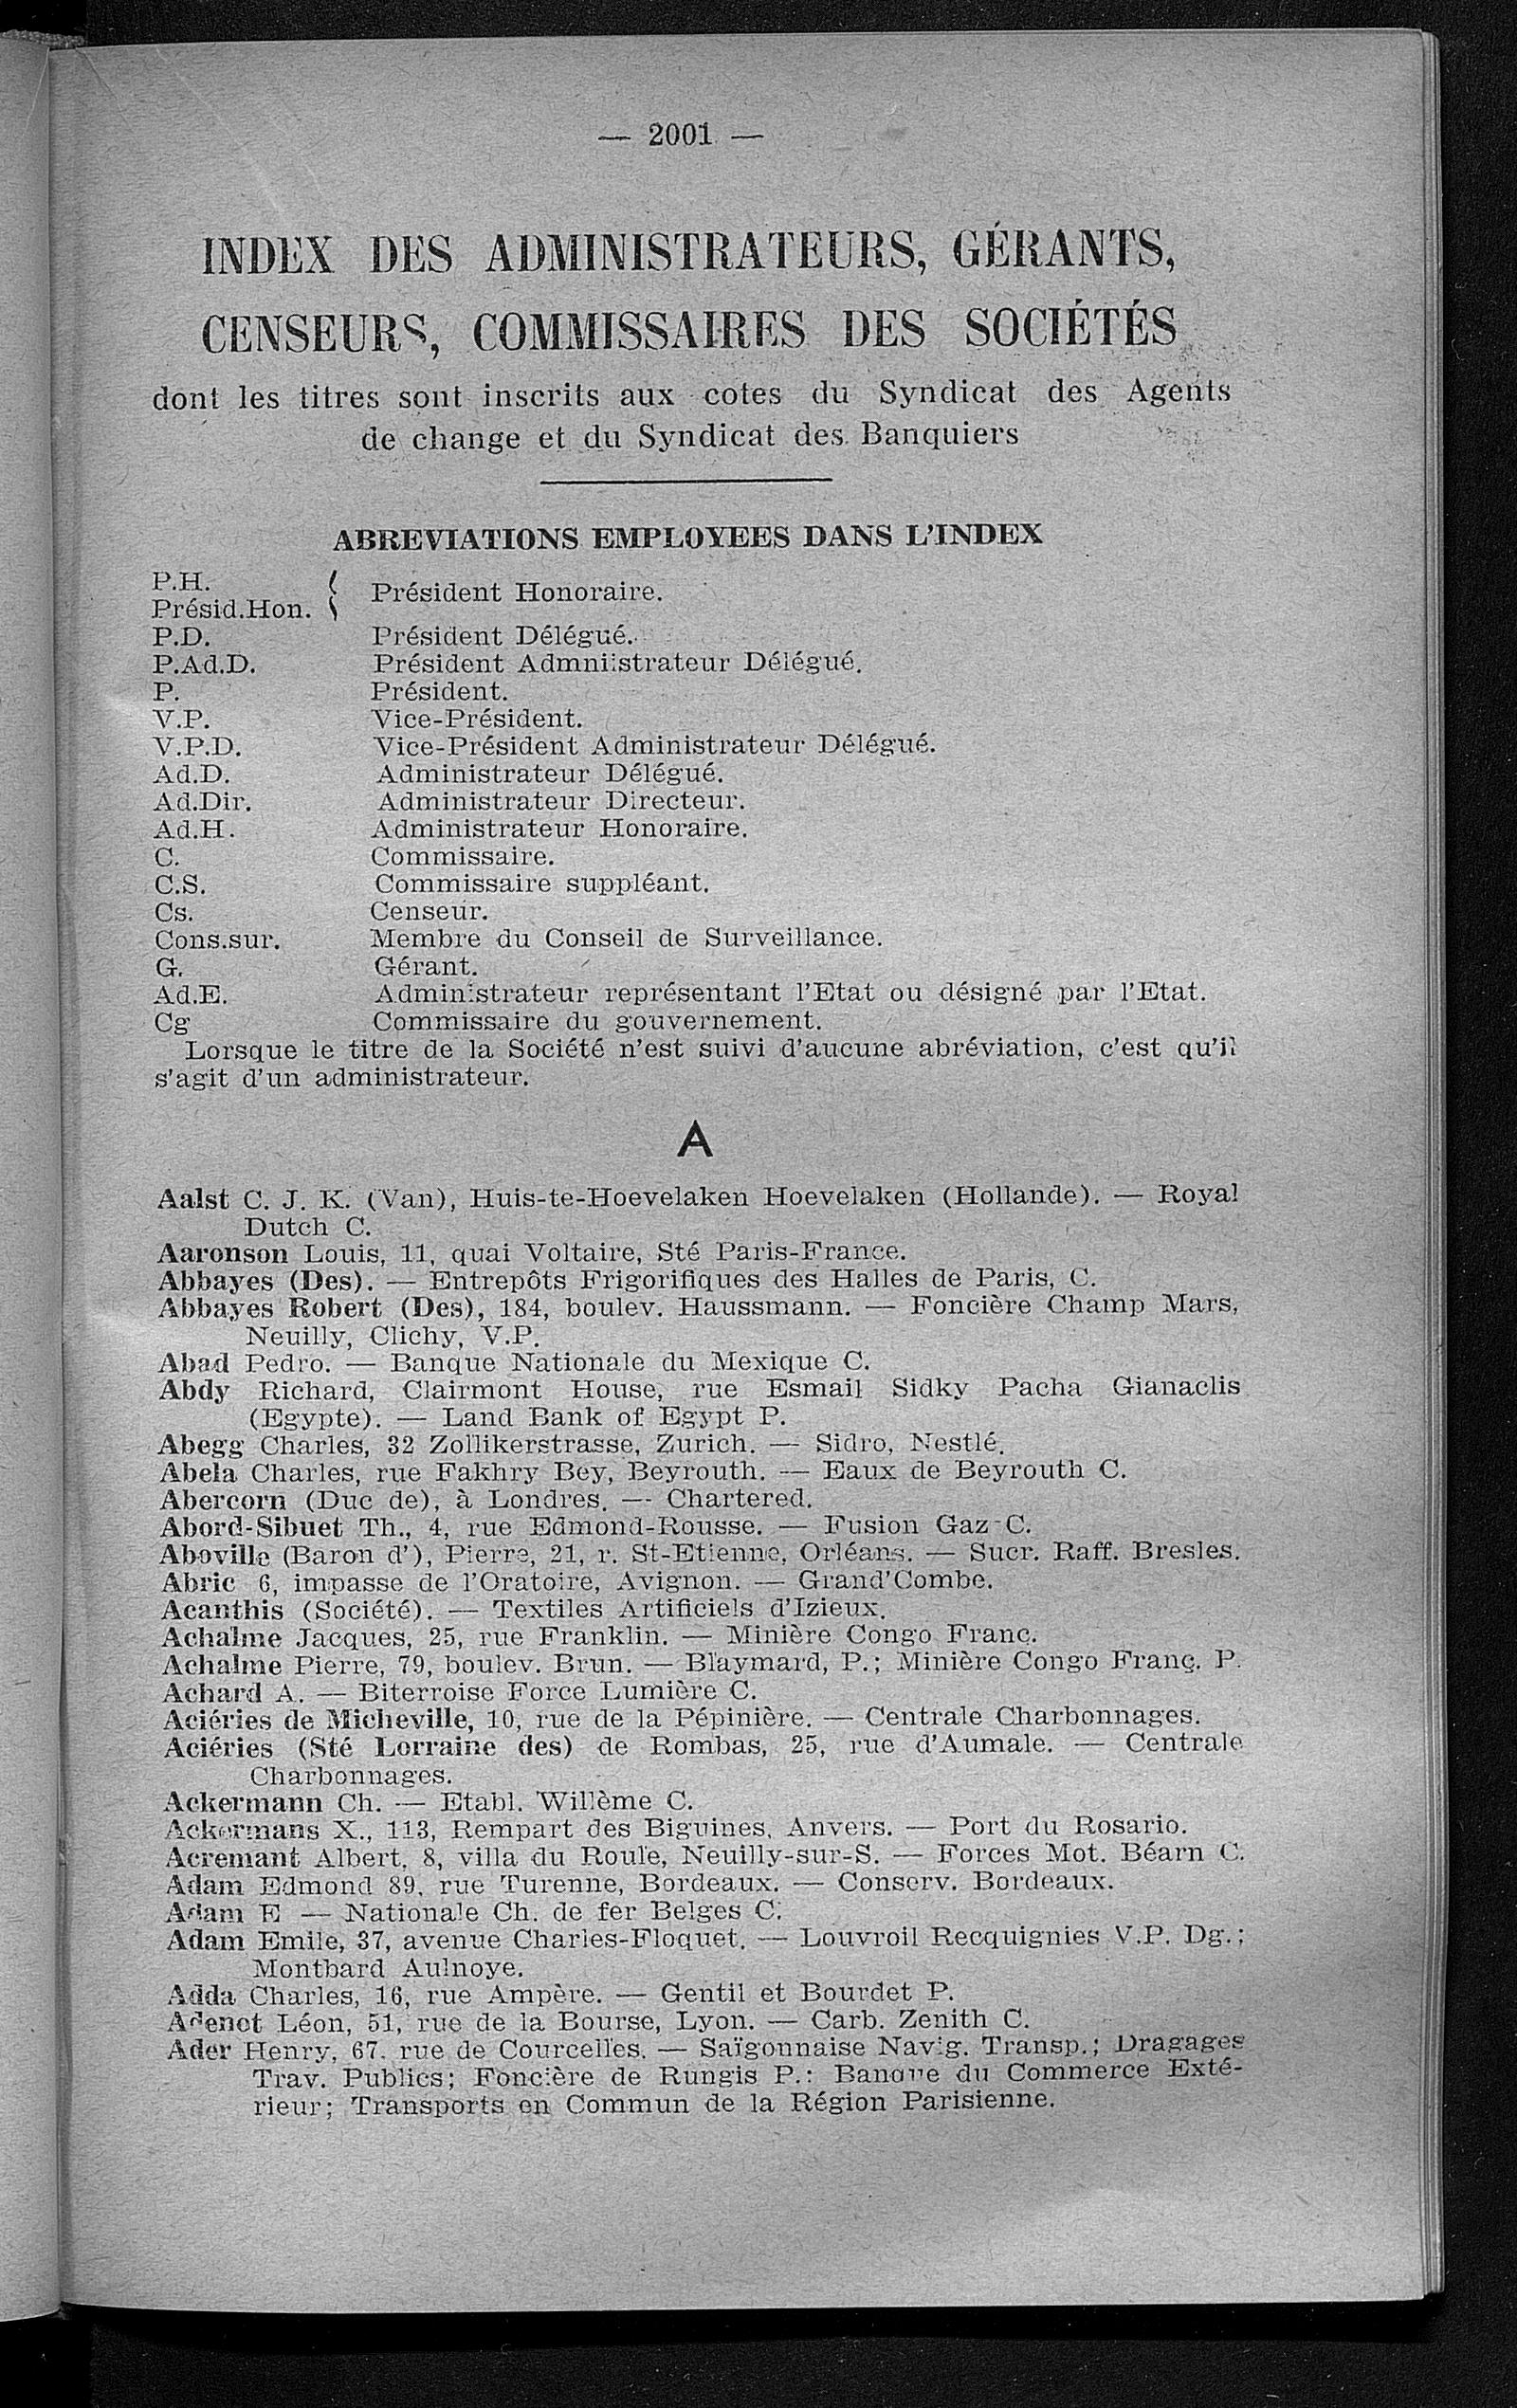 — 2001 —
INDEX DES ADMINISTRATEURS, GÉRANTS,
CENSEURS, COMMISSAIRES DES SOCIÉTÉS
dont les titres sont inscrits aux cotes du Syndicat des Agents
de change et du Syndicat des Banquiers
ABREVIATIONS EMPLOYEES DANS L'INDEX
P.H.
Présid.Hon. } Président Honoraire.
P.D. Président Délégué.
P.Ad.D. Président Admniistrateur Délégué.
P. Président.
V.P. Vice-Président.
V.P.D. Vice-Président Administrateur Délégué.
Ad.D. Administrateur Délégué.
Ad.Dir. Administrateur Directeur.
Ad.H. Administrateur Honoraire.
C. Commissaire.
C.S. Commissaire suppléant.
Cs. Censeur.
Cons.sur. Membre du Conseil de Surveillance.
G. Gérant.
Ad.E. Administrateur représentant l'Etat ou désigné par l'Etat.
Cg Commissaire du gouvernement.
Lorsque le titre de la Société n'est suivi d'aucune abréviation, c'est qu'il
s'agit d'un administrateur.
A
Aalst C. J. K. (Van), Huis-te-Hoevelaken Hoevelaken (Hollande). — Royal
Dutch C.
Aaronson Louis, 11, quai Voltaire, Sté Paris-France.
Abbayes (Des). — Entrepôts Frigorifiques des Halles de Paris, C.
Abbayes Robert (Des), 184, boulev. Haussmann. — Foncière Champ Mars,
Neuilly, Clichy, V.P.
Abad Pedro. — Banque Nationale du Mexique C.
Abdy Richard, Clairmont House, rue Esmail Sidky Pacha Gianaclis
(Egypte). — Land Bank of Egypt P.
Abegg Charles, 32 Zollikerstrasse, Zurich. — Sidro, Nestlé.
Abela Charles, rue Fakhry Bey, Beyrouth. — Eaux de Beyrouth C.
Abercorn (Duc de), à Londres. — Chartered.
Abord-Sibuet Th., 4, rue Edmond-Rousse. — Fusion Gaz C.
Aboville (Baron d'), Pierre, 21, r. St-Etienne, Orléans. — Sucr. Raff. Bresles.
Abric 6, impasse de l'Oratoire, Avignon. — Grand'Combe.
Acanthis (Société). — Textiles Artificiels d'Izieux.
Achalme Jacques, 25, rue Franklin. — Minière Congo Franç.
Achalme Pierre, 79, boulev. Brun. — Blaymard, P.; Minière Congo Franç. P.
Achard A. — Biterroise Force Lumière C.
Aciéries de Micheville, 10, rue de la Pépinière. — Centrale Charbonnages.
Aciéries (Sté Lorraine des) de Rombas, 25, rue d'Aumale. — Centrale
Charbonnages.
Ackermann Ch. — Etabl. Willème C.
Ackermans X., 113, Rempart des Biguines, Anvers. — Port du Rosario.
Acremant Albert, 8, villa du Roule, Neuilly-sur-S. — Forces Mot. Béarn C.
Adam Edmond 89, rue Turenne, Bordeaux. — Conserv. Bordeaux.
Adam E — Nationale Ch. de fer Belges C.
Adam Emile, 37, avenue Charles-Floquet. — Louvroil Recquignies V.P. Dg.;
Montbard Aulnoye.
Adda Charles, 16, rue Ampère. — Gentil et Bourdet P.
Adenot Léon, 51, rue de la Bourse, Lyon. — Carb. Zenith C.
Ader Henry, 67, rue de Courcelles. — Saïgonnaise Navig. Transp.; Dragages
Trav. Publics; Foncière de Rungis P.: Banque du Commerce Exté-
rieur; Transports en Commun de la Région Parisienne.